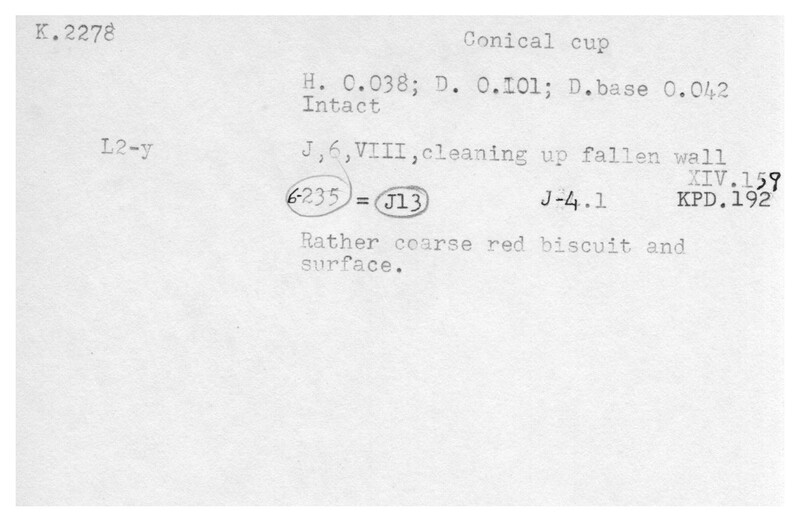 K.2278
Conical cup
H. 0.038; D. 0.I0I; D.base 0.042
Intact
L2-y
J,6,VIII,cleaning up fallen wall
XIV.159
6-235 = J13 J-4.1 KPD.192
Rather coarse red biscuit and
surface.